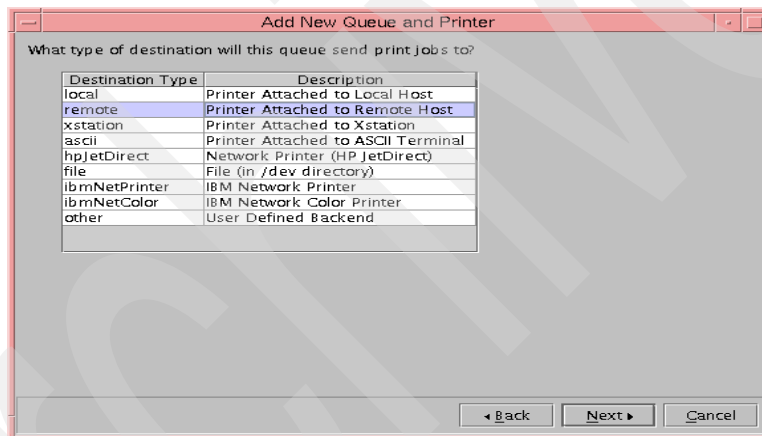 Add New Queue and Printer
What type of destination will this queue send print jobs to?
Destination Type Description
local Printer Attached to Local Host
remote Printer Attached to Remote Host
xstation Printer Attached to Xstation
ascii Printer Attached to ASCII Terminal
hpJetDirect Network Printer (HP JetDirect)
file File (in /dev directory)
ibmNetPrinter IBM Network Printer
ibmNetColor IBM Network Color Printer
other User Defined Backend
Back Next Cancel